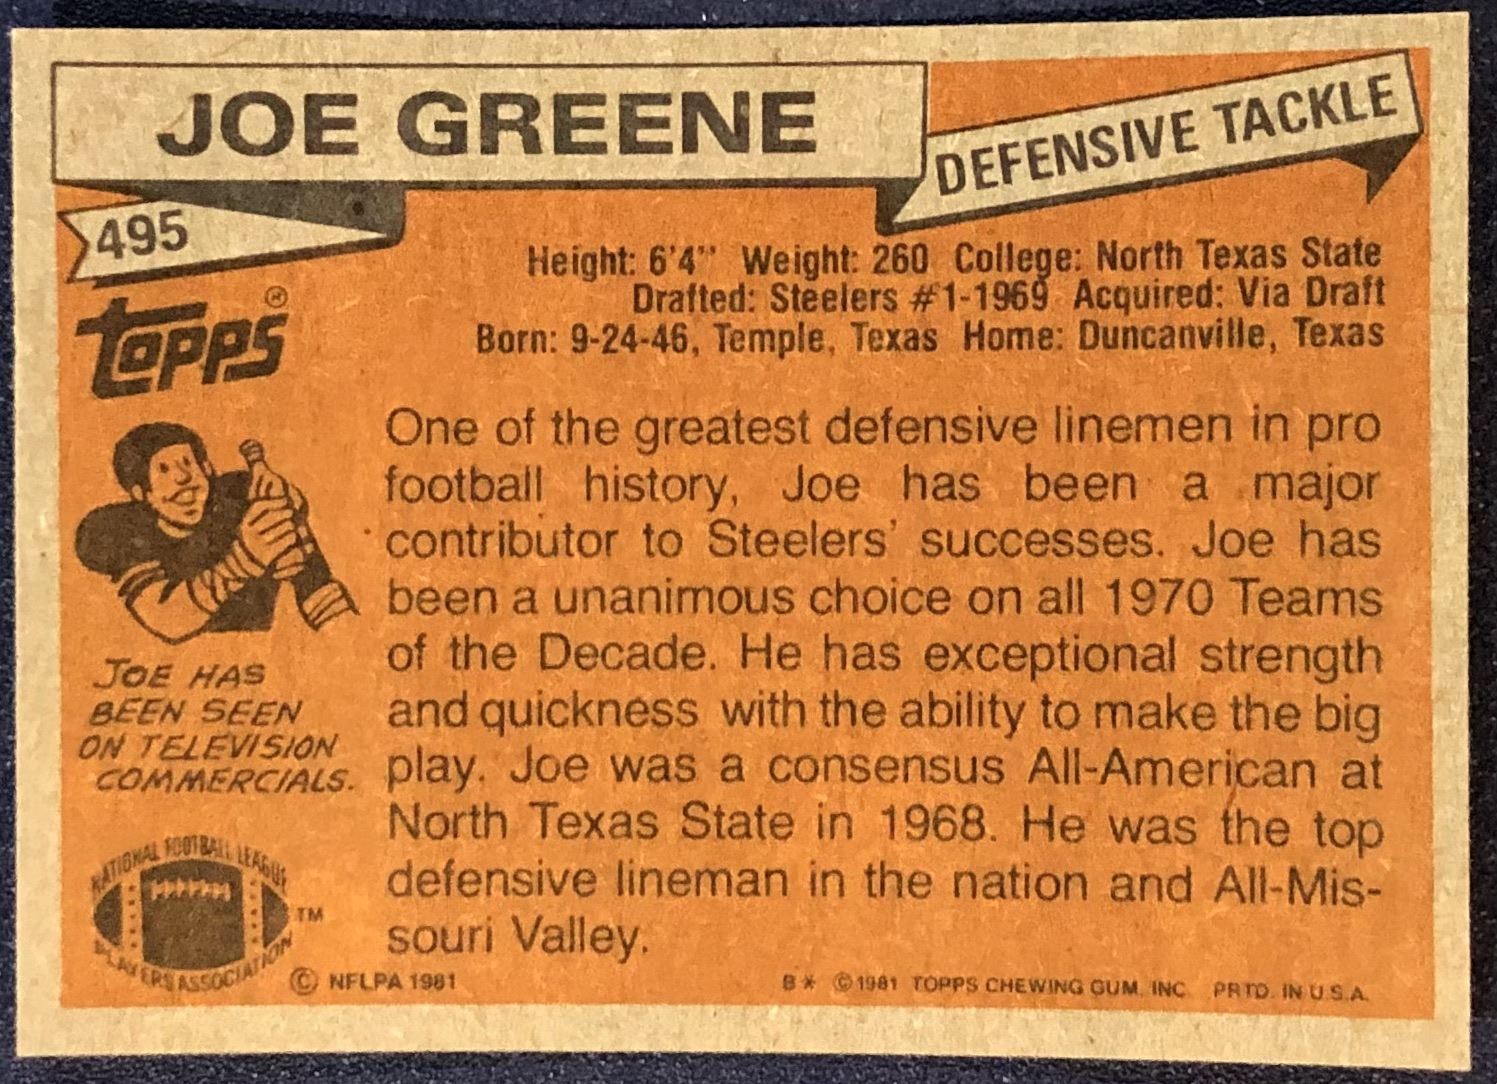 JOE GREENE
DEFENSIVE TACKLE
495
Topps®
Height: 6'4" Weight: 260 College: North Texas State
Drafted: Steelers #1-1969 Acquired: Via Draft
Born: 9-24-46, Temple, Texas Home: Duncanville, Texas
One of the greatest defensive linemen in pro
football history, Joe has been a major
contributor to Steelers' successes. Joe has
been a unanimous choice on all 1970 Teams
of the Decade. He has exceptional strength
and quickness with the ability to make the big
play. Joe was a consensus All-American at
North Texas State in 1968. He was the top
defensive lineman in the nation and All-Mis-
souri Valley.
JOE HAS
BEEN SEEN
ON TELEVISION
COMMERCIALS.
NATIONAL FOOTBALL LEAGUE
PLAYERS ASSOCIATION
TM
© NFLPA 1981
B* © 1981 TOPPS CHEWING GUM, INC. PRTD. IN U.S.A.